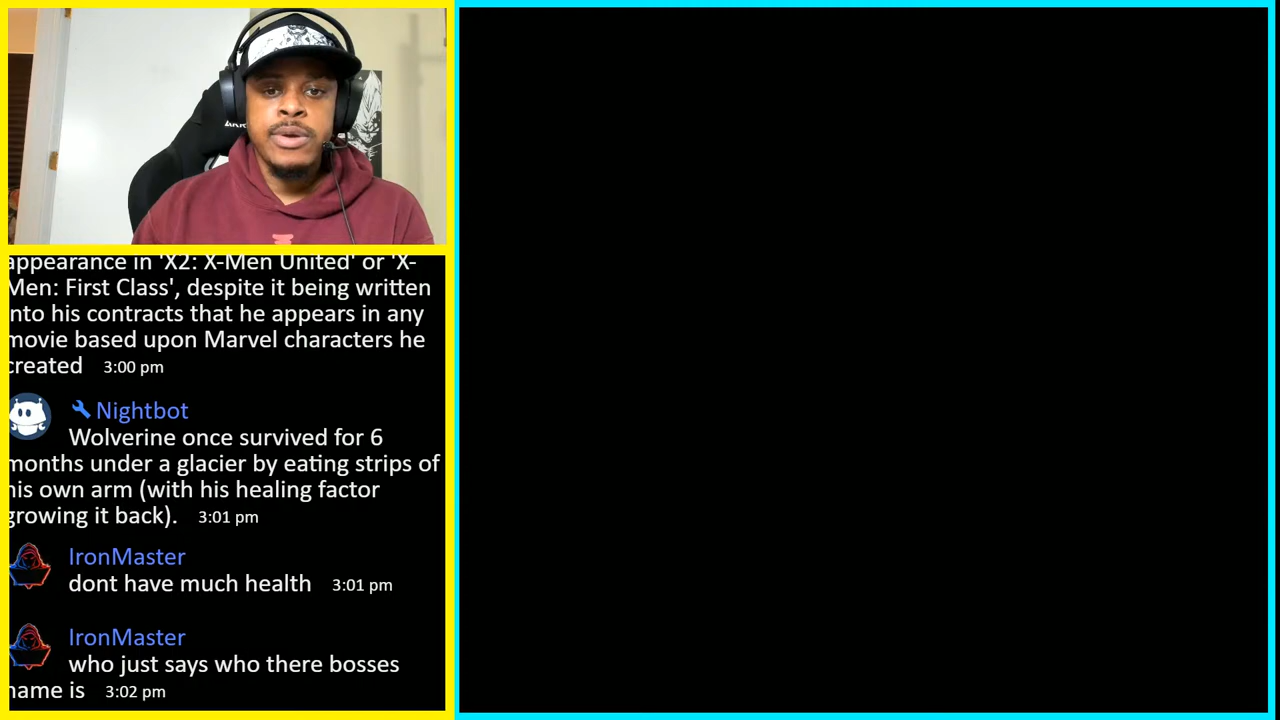 appearance in 'X2: X-Men United' or 'X-
Men: First Class', despite it being written
nto his contracts that he appears in any
movie based upon Marvel characters he
created 3:00 pm
Nightbot
Wolverine once survived for 6
months under a glacier by eating strips of
his own arm (with his healing factor
growing it back). 3:01 pm
IronMaster
dont have much health 3:01 pm
IronMaster
who just says who there bosses
name is 3:02 pm